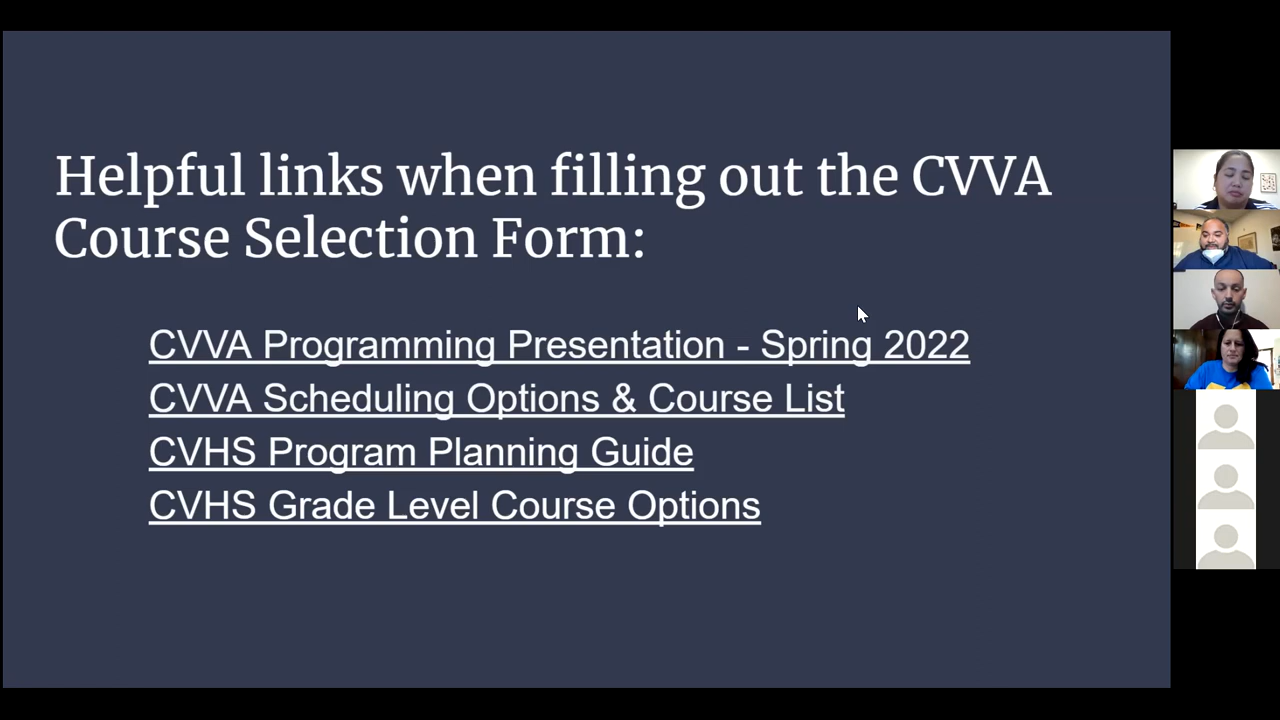 Helpful links when filling out the CVVA
Course Selection Form:
CVVA Programming Presentation - Spring 2022
CVVA Scheduling Options & Course List
CVHS Program Planning Guide
CVHS Grade Level Course Options